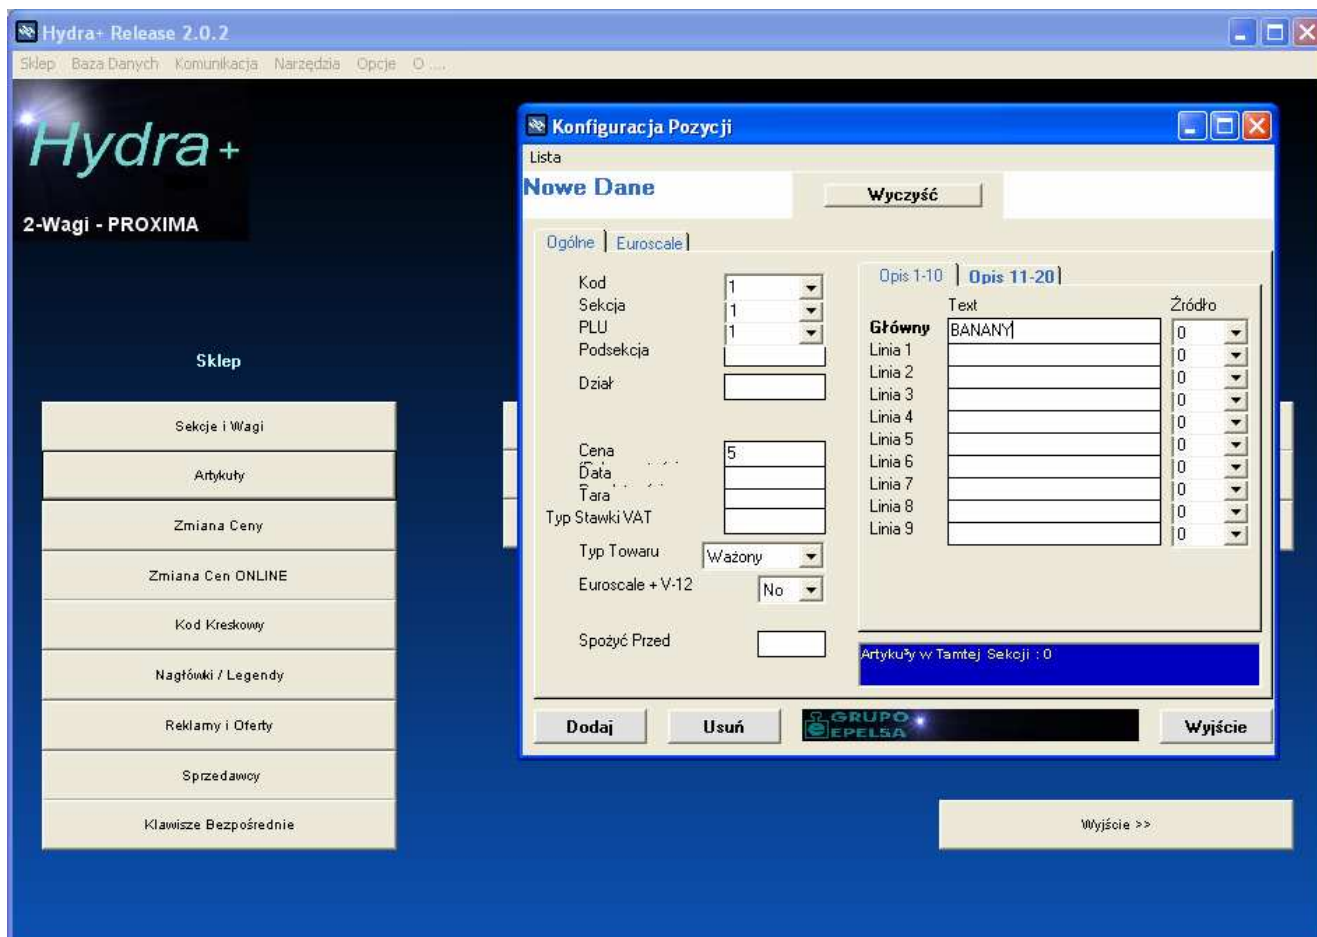 Hydra+ Release 2.0.2
Sklep Baza Danych Komunikacja Narzędzia Opcje O ....
Hydra+
2-Wagi - PROXIMA
Sklep
Sekcje i Wagi
Artykuły
Zmiana Ceny
Zmiana Cen ONLINE
Kod Kreskowy
Nagłówki / Legendy
Reklamy i Oferty
Sprzedawcy
Klawisze Bezpośrednie
Konfiguracja Pozycji
Lista
Nowe Dane
Wyczyść
Ogólne Euroscale
Kod 1
Sekcja 1
PLU 1
Podsekcja
Dział
Cena 5
Data
Tara
Typ Stawki VAT
Typ Towaru Ważony
Euroscale + V-12 No
Spożyć Przed
Opis 1-10 Opis 11-20
Text Źródło
Główny BANANY 0
Linia 1 0
Linia 2 0
Linia 3 0
Linia 4 0
Linia 5 0
Linia 6 0
Linia 7 0
Linia 8 0
Linia 9 0
Artyku³y w Tamtej Sekcji : 0
Dodaj Usuń GRUPO EPELSA Wyjście
Wyjście >>